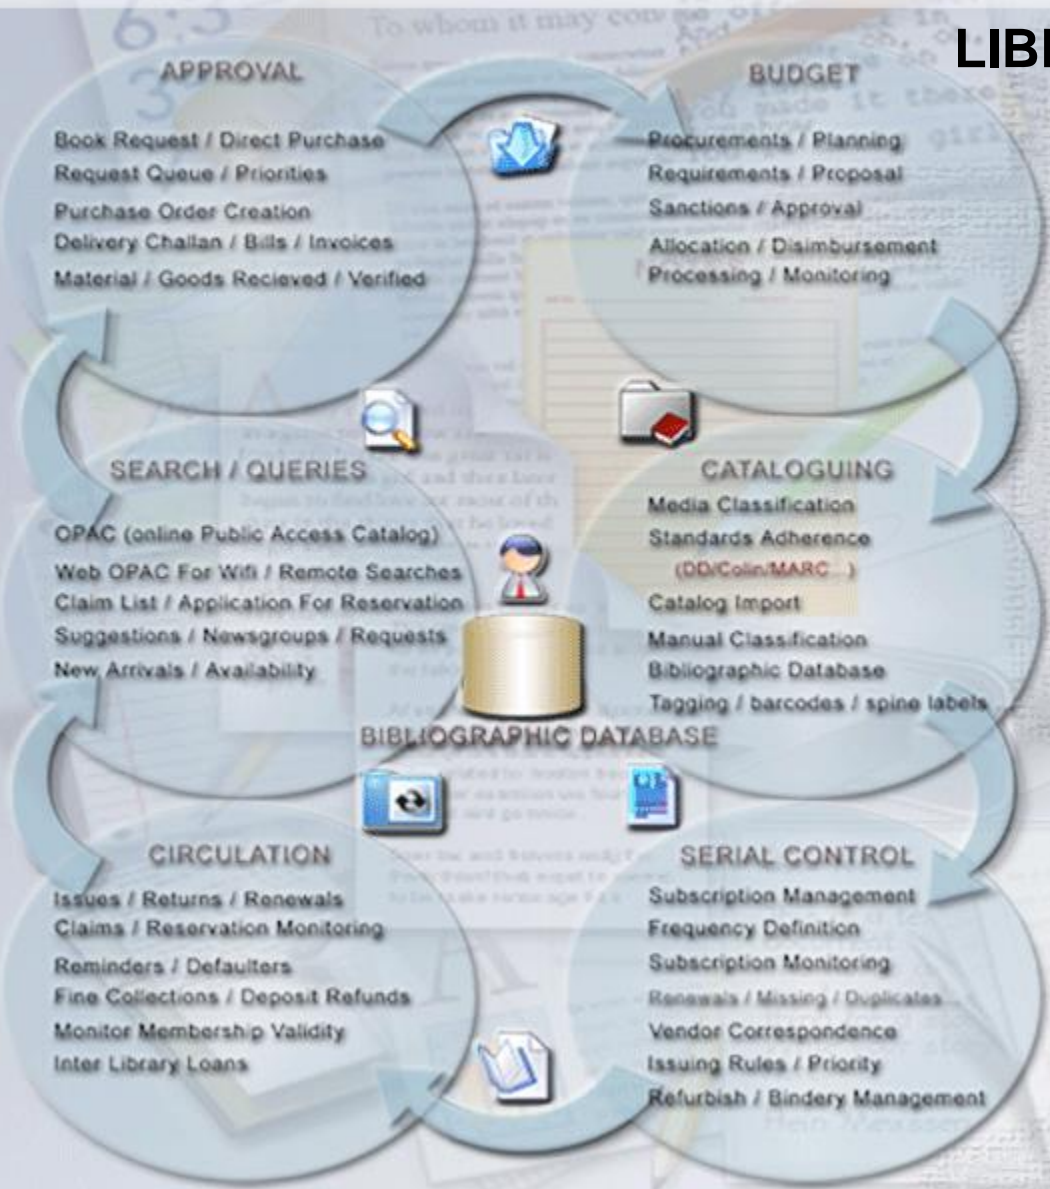 LIBI
APPROVAL
Book Request / Direct Purchase
Request Queue / Priorities
Purchase Order Creation
Delivery Challan / Bills / Invoices
Material / Goods Recieved / Verified
BUDGET
Procurements / Planning
Requirements / Proposal
Sanctions / Approval
Allocation / Disimbursement
Processing / Monitoring
SEARCH / QUERIES
OPAC (online Public Access Catalog)
Web OPAC For Wifi / Remote Searches
Claim List / Application For Reservation
Suggestions / Newsgroups / Requests
New Arrivals / Availability
CATALOGUING
Media Classification
Standards Adherence
(DD/Colin/MARC )
Catalog Import
Manual Classification
Bibliographic Database
Tagging / barcodes / spine labels
BIBLIOGRAPHIC DATABASE
CIRCULATION
Issues / Returns / Renewals
Claims / Reservation Monitoring
Reminders / Defaulters
Fine Collections / Deposit Refunds
Monitor Membership Validity
Inter Library Loans
SERIAL CONTROL
Subscription Management
Frequency Definition
Subscription Monitoring
Renewals / Missing / Duplicates
Vendor Correspondence
Issuing Rules / Priority
Refurbish / Bindery Management